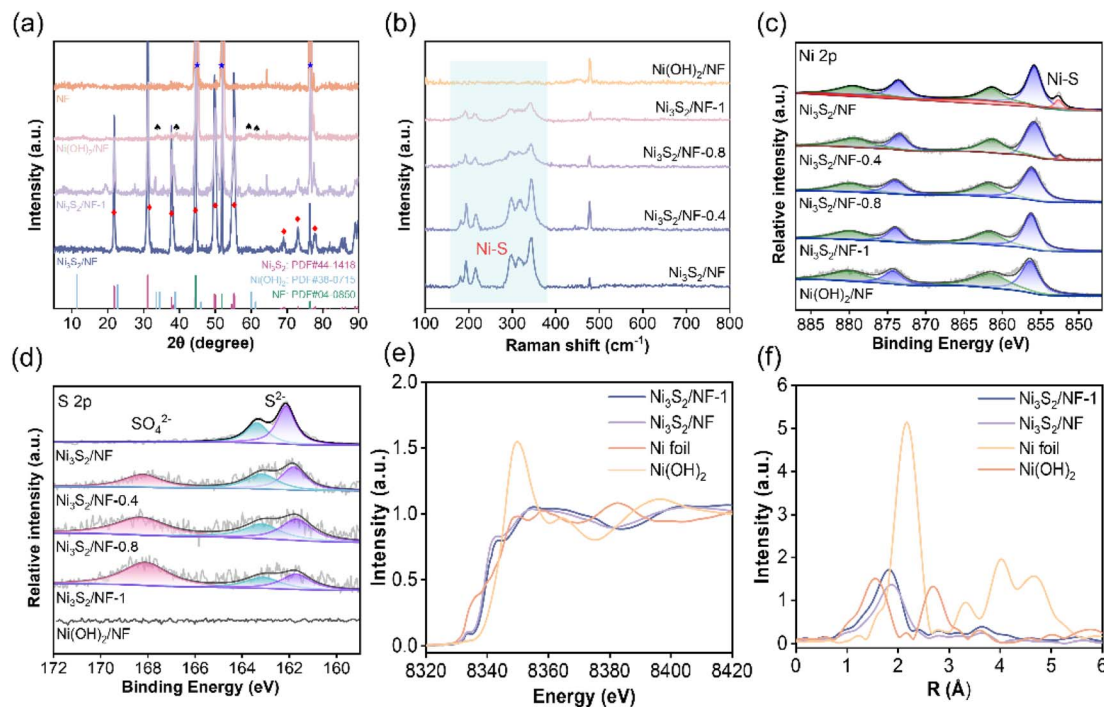 (a)
Intensity (a.u.)
NF
Ni(OH)₂/NF
Ni₃S₂/NF-1
Ni₃S₂/NF
Ni₃S₂: PDF#44-1418
Ni(OH)₂: PDF#38-0715
NF: PDF#04-0850
10 20 30 40 50 60 70 80 90
2θ (degree)
(b)
Intensity (a.u.)
Ni(OH)₂/NF
Ni₃S₂/NF-1
Ni₃S₂/NF-0.8
Ni₃S₂/NF-0.4
Ni-S
Ni₃S₂/NF
100 200 300 400 500 600 700 800
Raman shift (cm⁻¹)
(c)
Relative intensity (a.u.)
Ni 2p
Ni-S
Ni₃S₂/NF
Ni₃S₂/NF-0.4
Ni₃S₂/NF-0.8
Ni₃S₂/NF-1
Ni(OH)₂/NF
885 880 875 870 865 860 855 850
Binding Energy (eV)
(d)
Relative intensity (a.u.)
S 2p
SO₄²⁻
S²⁻
Ni₃S₂/NF
Ni₃S₂/NF-0.4
Ni₃S₂/NF-0.8
Ni₃S₂/NF-1
Ni(OH)₂/NF
172 170 168 166 164 162 160
Binding Energy (eV)
(e)
Intensity (a.u.)
2.0
1.5
1.0
0.5
0.0
Ni₃S₂/NF-1
Ni₃S₂/NF
Ni foil
Ni(OH)₂
8320 8340 8360 8380 8400 8420
Energy (eV)
(f)
Intensity (a.u.)
6
5
4
3
2
1
0
Ni₃S₂/NF-1
Ni₃S₂/NF
Ni foil
Ni(OH)₂
0 1 2 3 4 5 6
R (Å)